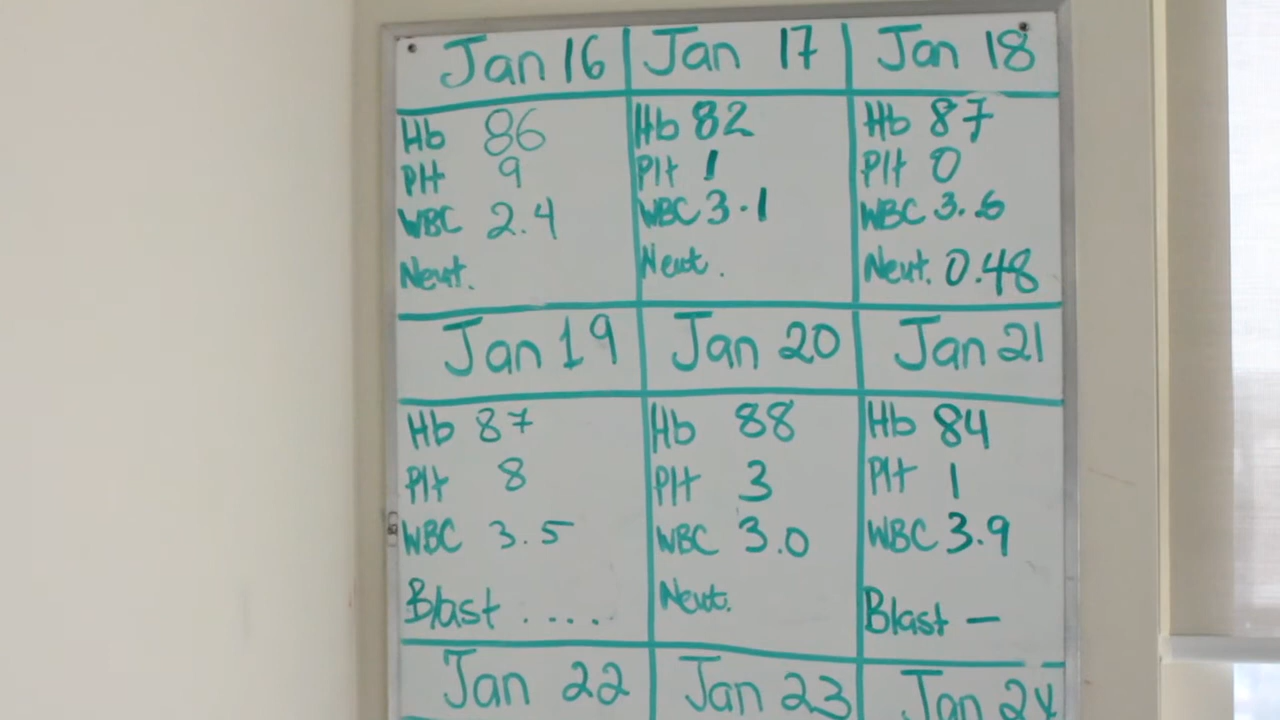 Jan 16
Jan 17
Jan 18
Hb 86
Plt 9
WBC 2.4
Neut.
Hb 82
Plt 1
WBC 3.1
Neut.
Hb 87
Plt 0
WBC 3.6
Neut. 0.48
Jan 19
Jan 20
Jan 21
Hb 87
Plt 8
WBC 3.5
Blast ....
Hb 88
Plt 3
WBC 3.0
Neut.
Hb 84
Plt 1
WBC 3.9
Blast —
Jan 22
Jan 23
Jan 24